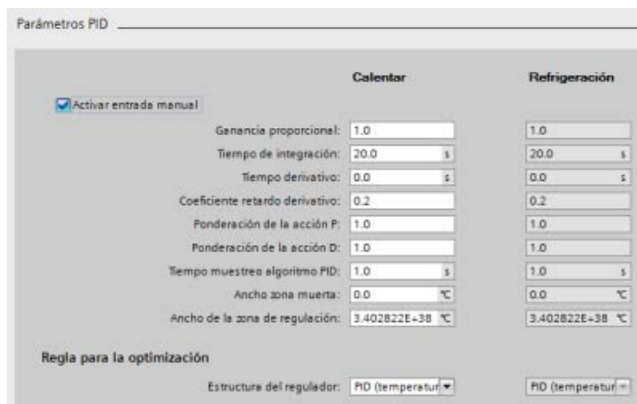 Parámetros PID
Calentar Refrigeración
Activar entrada manual
Ganancia proporcional: 1.0 1.0
Tiempo de integración: 20.0 s 20.0 s
Tiempo derivativo: 0.0 s 0.0 s
Coeficiente retardo derivativo: 0.2 0.2
Ponderación de la acción P: 1.0 1.0
Ponderación de la acción D: 1.0 1.0
Tiempo muestreo algoritmo PID: 1.0 s 1.0 s
Ancho zona muerta: 0.0 °C 0.0 °C
Ancho de la zona de regulación: 3.402822E+38 °C 3.402822E+38 °C
Regla para la optimización
Estructura del regulador: PID (temperatur PID (temperatur